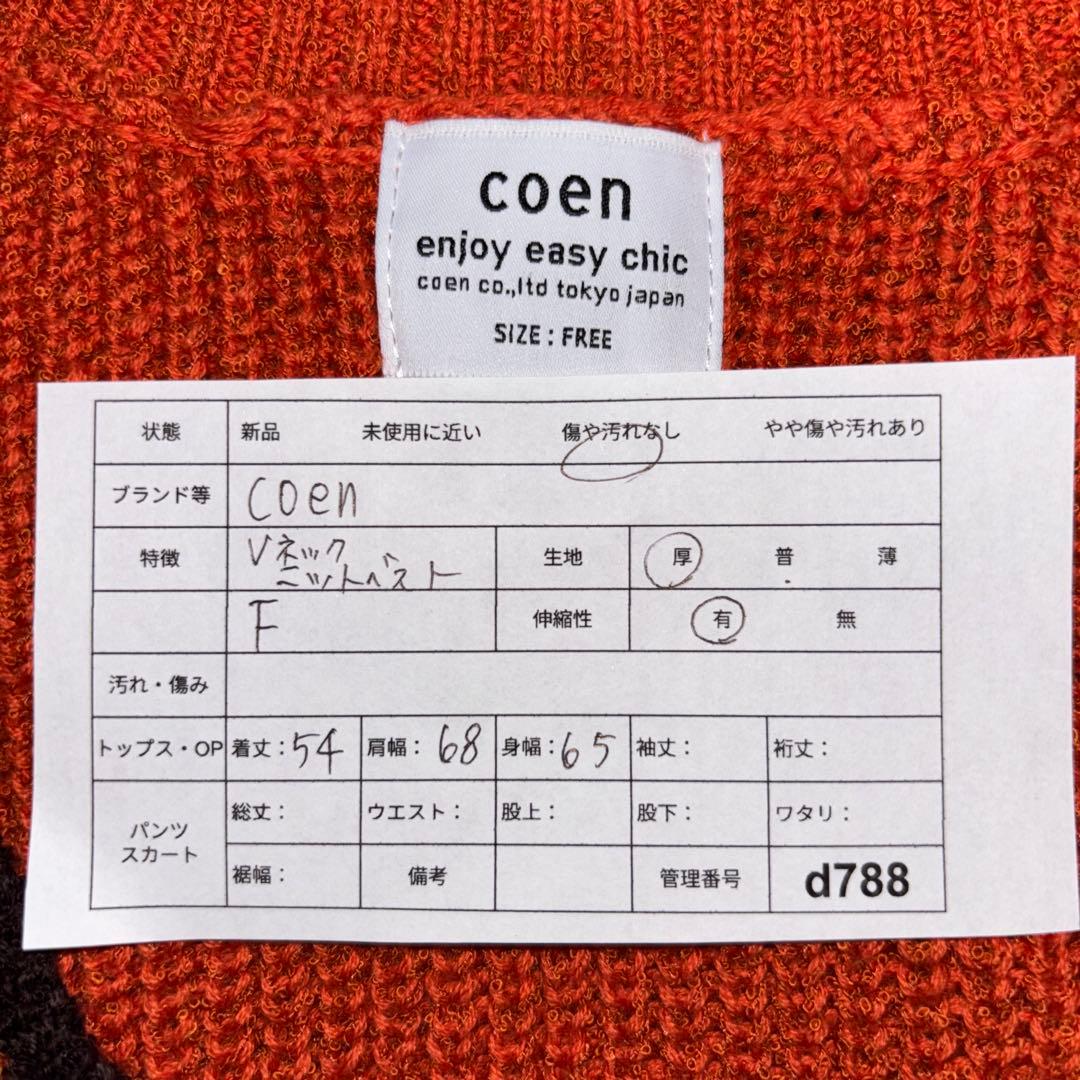 coen
enjoy easy chic
coen co.,ltd tokyo japan
SIZE : FREE
状態 新品 未使用に近い 傷や汚れなし やや傷や汚れあり
ブランド等 coen
特徴 Vネック
ニットベスト
生地 厚 普 薄
F 伸縮性 有 無
汚れ・傷み
トップス・OP 着丈：54 肩幅：68 身幅：65 袖丈： 裄丈：
パンツ
スカート
総丈： ウエスト： 股上： 股下： ワタリ：
裾幅： 備考 管理番号 d788